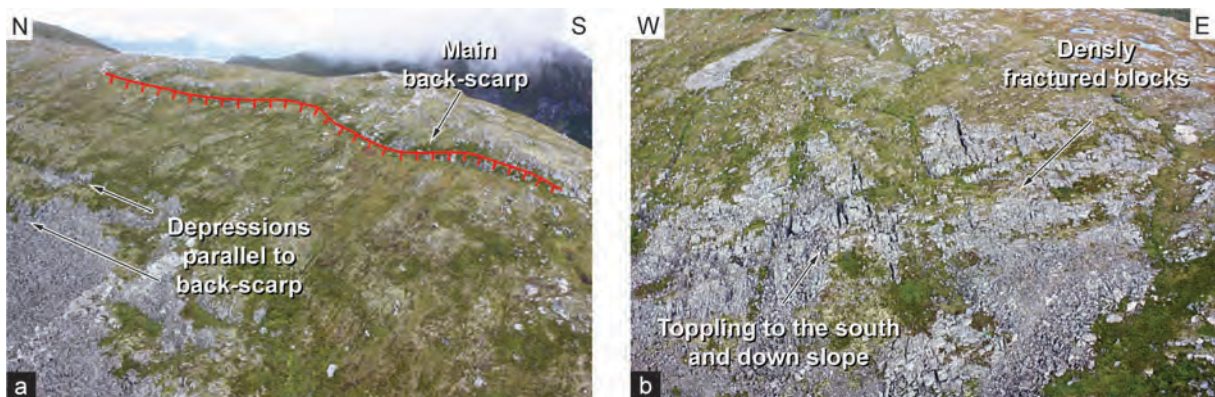 N
S
Main
back-scarp
Depressions
parallel to
back-scarp
a
W
E
Densly
fractured blocks
Toppling to the south
and down slope
b